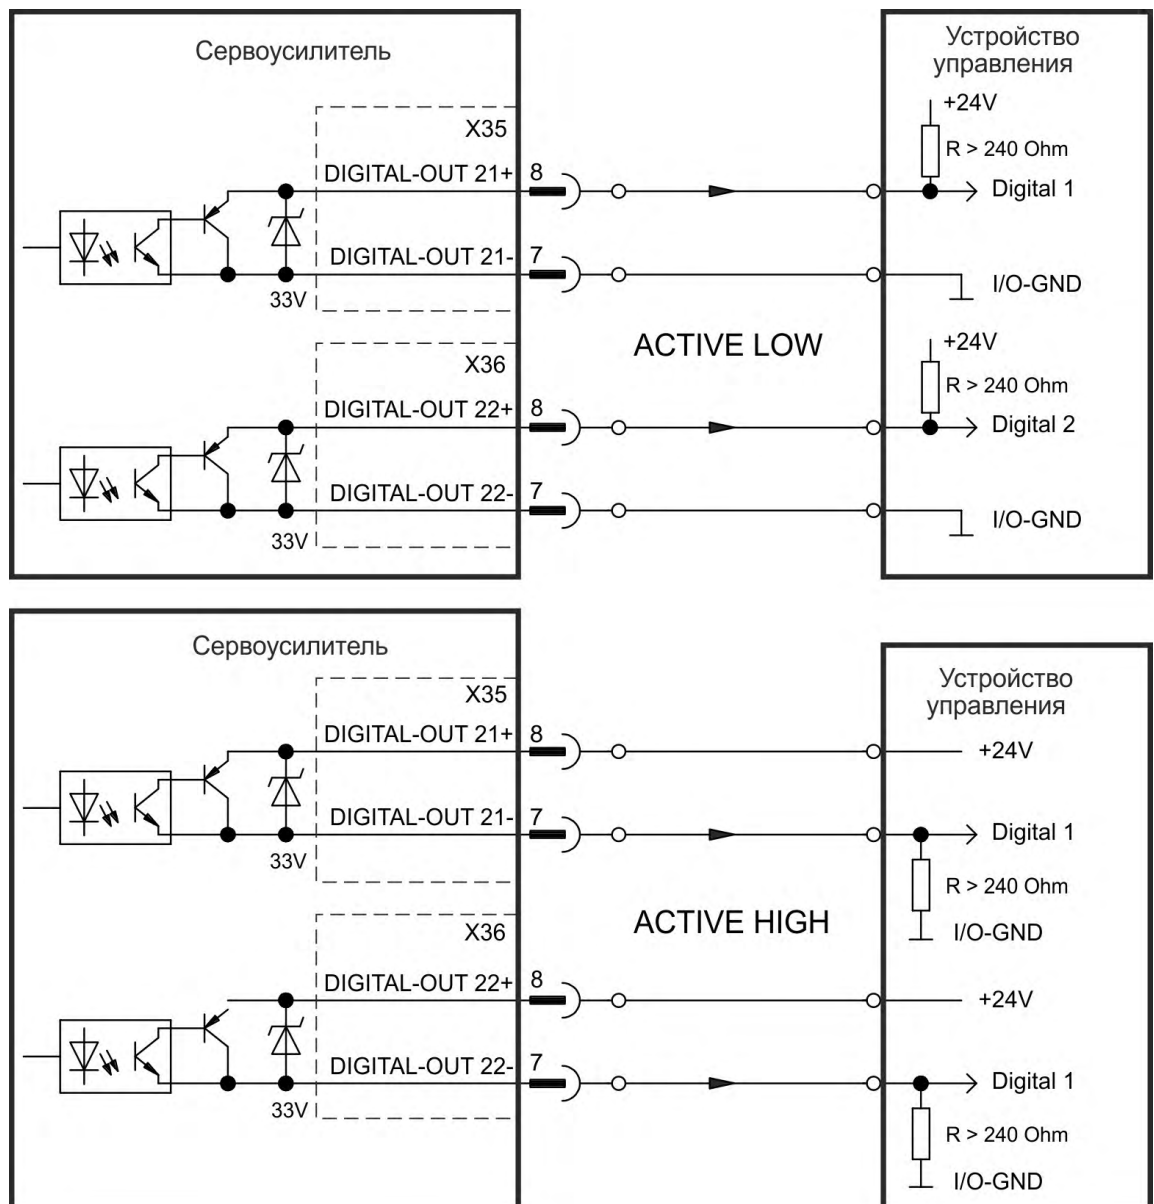 Сервоусилитель
Устройство
управления
+24V
X35
R > 240 Ohm
DIGITAL-OUT 21+
8
Digital 1
DIGITAL-OUT 21-
7
I/O-GND
33V
ACTIVE LOW
+24V
X36
R > 240 Ohm
DIGITAL-OUT 22+
8
Digital 2
DIGITAL-OUT 22-
7
I/O-GND
33V
Сервоусилитель
Устройство
управления
X35
DIGITAL-OUT 21+
8
+24V
DIGITAL-OUT 21-
7
Digital 1
33V
R > 240 Ohm
ACTIVE HIGH
I/O-GND
X36
DIGITAL-OUT 22+
8
+24V
DIGITAL-OUT 22-
7
Digital 1
33V
R > 240 Ohm
I/O-GND